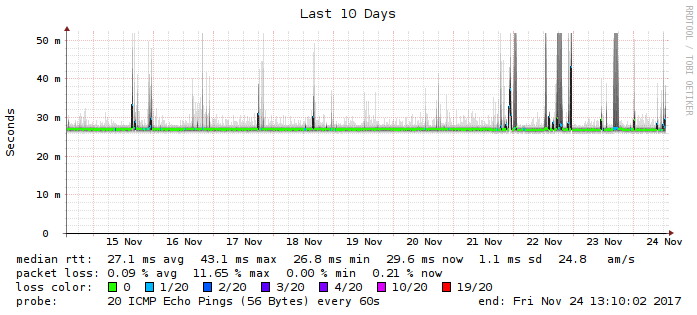 Last 10 Days
RRDTOOL / TOBI OETIKER
Seconds
50 m
40 m
30 m
20 m
10 m
0
15 Nov 16 Nov 17 Nov 18 Nov 19 Nov 20 Nov 21 Nov 22 Nov 23 Nov 24 Nov
median rtt: 27.1 ms avg 43.1 ms max 26.8 ms min 29.6 ms now 1.1 ms sd 24.8 am/s
packet loss: 0.09 % avg 11.65 % max 0.00 % min 0.21 % now
loss color: 0 1/20 2/20 3/20 4/20 10/20 19/20
probe: 20 ICMP Echo Pings (56 Bytes) every 60s end: Fri Nov 24 13:10:02 2017